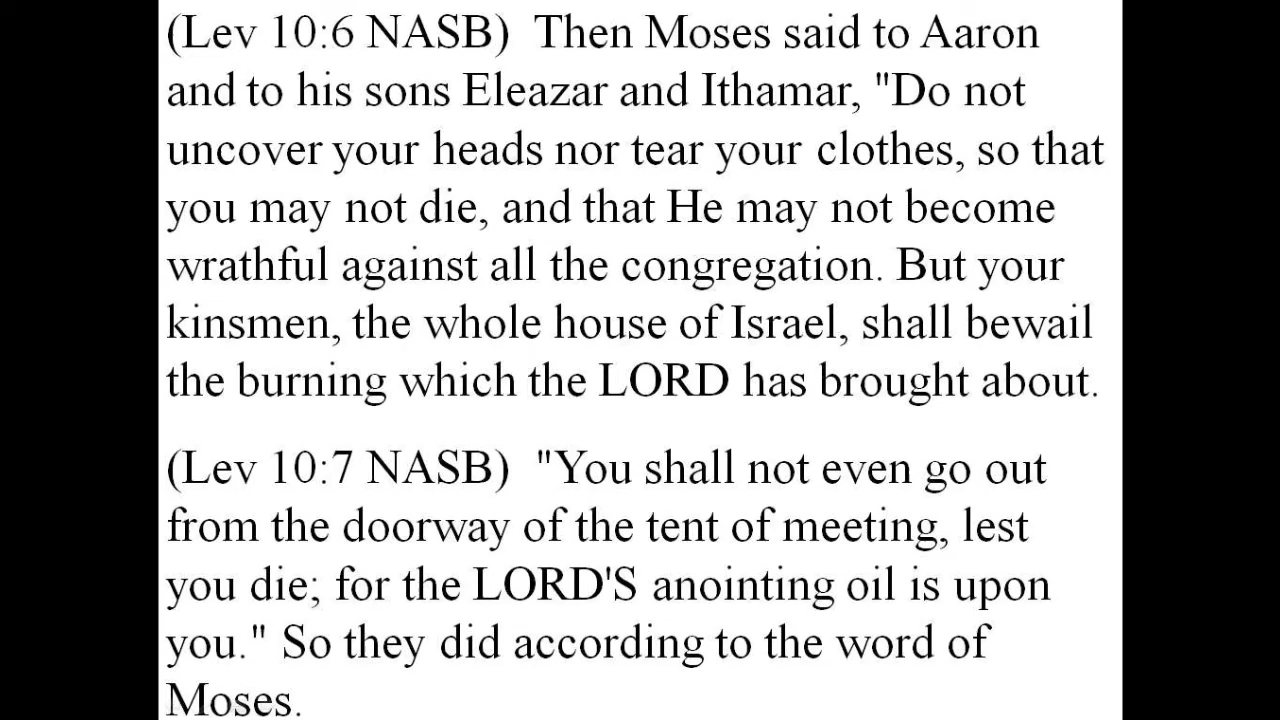 (Lev 10:6 NASB)  Then Moses said to Aaron
and to his sons Eleazar and Ithamar, "Do not
uncover your heads nor tear your clothes, so that
you may not die, and that He may not become
wrathful against all the congregation. But your
kinsmen, the whole house of Israel, shall bewail
the burning which the LORD has brought about.
(Lev 10:7 NASB)  "You shall not even go out
from the doorway of the tent of meeting, lest
you die; for the LORD'S anointing oil is upon
you." So they did according to the word of
Moses.